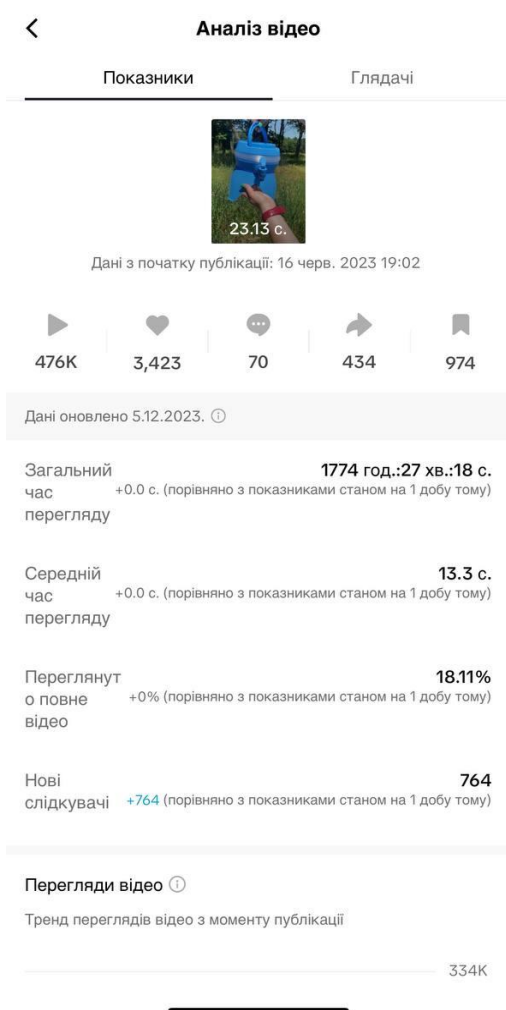 Аналіз відео
Показники
Глядачі
23.13 с.
Дані з початку публікації: 16 черв. 2023 19:02
476K
3,423
70
434
974
Дані оновлено 5.12.2023.
Загальний час перегляду
1774 год.:27 хв.:18 с.
+0.0 с. (порівняно з показниками станом на 1 добу тому)
Середній час перегляду
13.3 с.
+0.0 с. (порівняно з показниками станом на 1 добу тому)
Переглянут
о повне
відео
18.11%
+0% (порівняно з показниками станом на 1 добу тому)
Нові
слідкувачі
764
+764 (порівняно з показниками станом на 1 добу тому)
Перегляди відео
Тренд переглядів відео з моменту публікації
334K